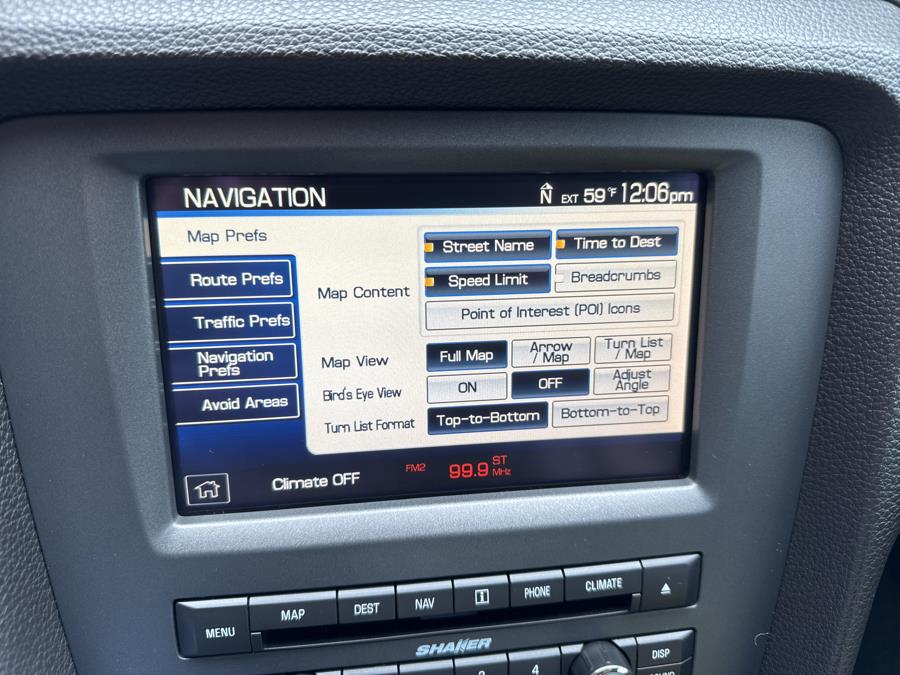 NAVIGATION
N EXT 59°F 12:06pm
Map Prefs
Route Prefs
Traffic Prefs
Navigation
Prefs
Avoid Areas
Map Content
Street Name
Time to Dest
Speed Limit
Breadcrumbs
Point of Interest (POI) Icons
Map View
Full Map
Arrow
/ Map
Turn List
/ Map
Bird's Eye View
ON
OFF
Adjust
Angle
Turn List Format
Top-to-Bottom
Bottom-to-Top
Climate OFF
FM2
99.9
ST
MHz
MENU
MAP
DEST
NAV
i
PHONE
CLIMATE
SHAKER
4
DISP